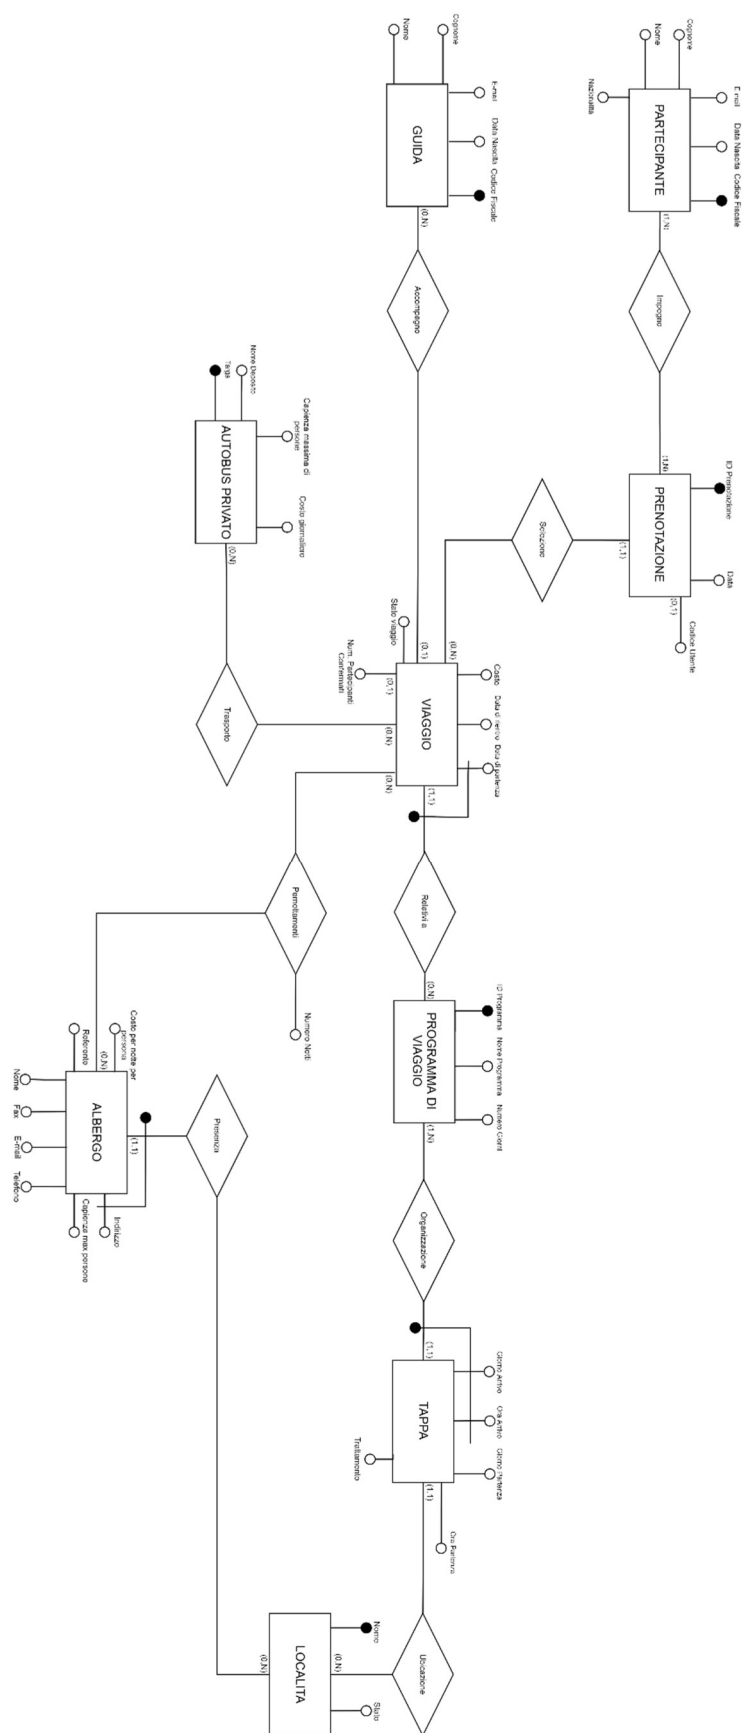 Cognome
Nome
E-mail
Data Nascita
Codice Fiscale
GUIDA
(0,N)
Accompagno
Cognome
Nome
Nazionalità
E-mail
Data Nascita
Codice Fiscale
PARTECIPANTE
(1,N)
Impegno
(1,N)
ID Prenotazione
PRENOTAZIONE
Data
(0,1)
Codice Utente
(1,1)
Selezione
Nome Deposito
Targa
Capienza massima di
persone
Costo giornaliero
AUTOBUS PRIVATO
(0,N)
Trasporto
Stato viaggio
Num. Partecipanti
Confermati
(0,1)
(0,1)
(0,N)
Costo
Data di rientro
Data di partenza
VIAGGIO
(0,N)
(0,N)
(1,1)
Pernottamenti
Numero Notti
Relativi a
(0,N)
ID Programma
Nome Programma
Numero Giorni
PROGRAMMA DI
VIAGGIO
(1,N)
Organizzazione
(1,1)
Costo per notte per
persona
Referente
Nome
Fax
E-mail
Telefono
Capienza max persone
Indirizzo
(0,N)
ALBERGO
(1,1)
Presenza
Giorno Arrivo
Ora Arrivo
Giorno Partenza
Ora Partenza
Trattamento
TAPPA
(1,1)
Ubicazione
(0,N)
(0,N)
Nome
Stato
LOCALITA